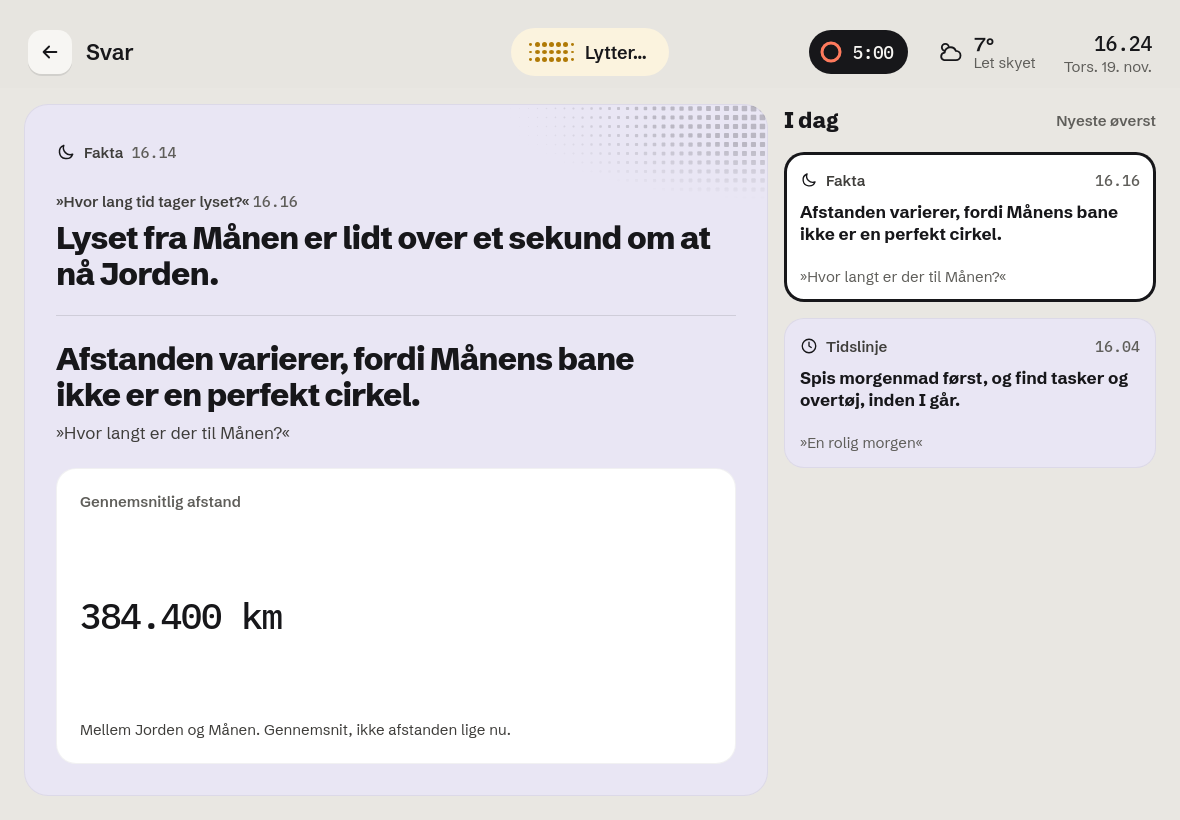 Svar
Lytter...
5:00
7°
Let skyet
16.24
Tors. 19. nov.
Fakta 16.14
»Hvor lang tid tager lyset?« 16.16
Lyset fra Månen er lidt over et sekund om at
nå Jorden.
Afstanden varierer, fordi Månens bane
ikke er en perfekt cirkel.
»Hvor langt er der til Månen?«
Gennemsnitlig afstand
384.400 km
Mellem Jorden og Månen. Gennemsnit, ikke afstanden lige nu.
I dag
Nyeste øverst
Fakta 16.16
Afstanden varierer, fordi Månens bane
ikke er en perfekt cirkel.
»Hvor langt er der til Månen?«
Tidslinje 16.04
Spis morgenmad først, og find tasker og
overtøj, inden I går.
»En rolig morgen«